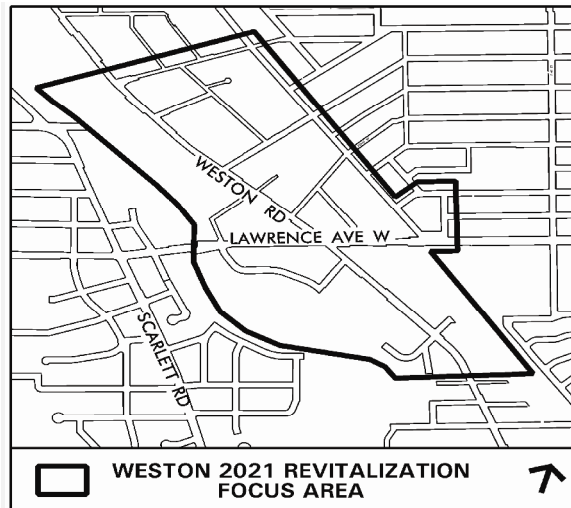 WESTON RD
LAWRENCE AVE W
SCARLETT RD
WESTON 2021 REVITALIZATION
FOCUS AREA